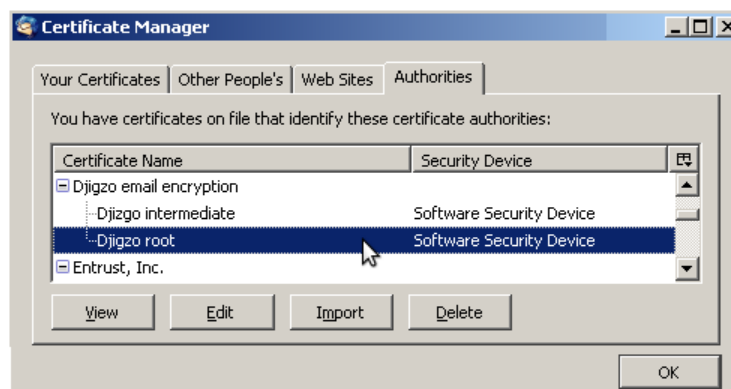 Certificate Manager
Your Certificates Other People's Web Sites Authorities
You have certificates on file that identify these certificate authorities:
Certificate Name Security Device
Djigzo email encryption
Djizgo intermediate Software Security Device
Djigzo root Software Security Device
Entrust, Inc.
View Edit Import Delete
OK